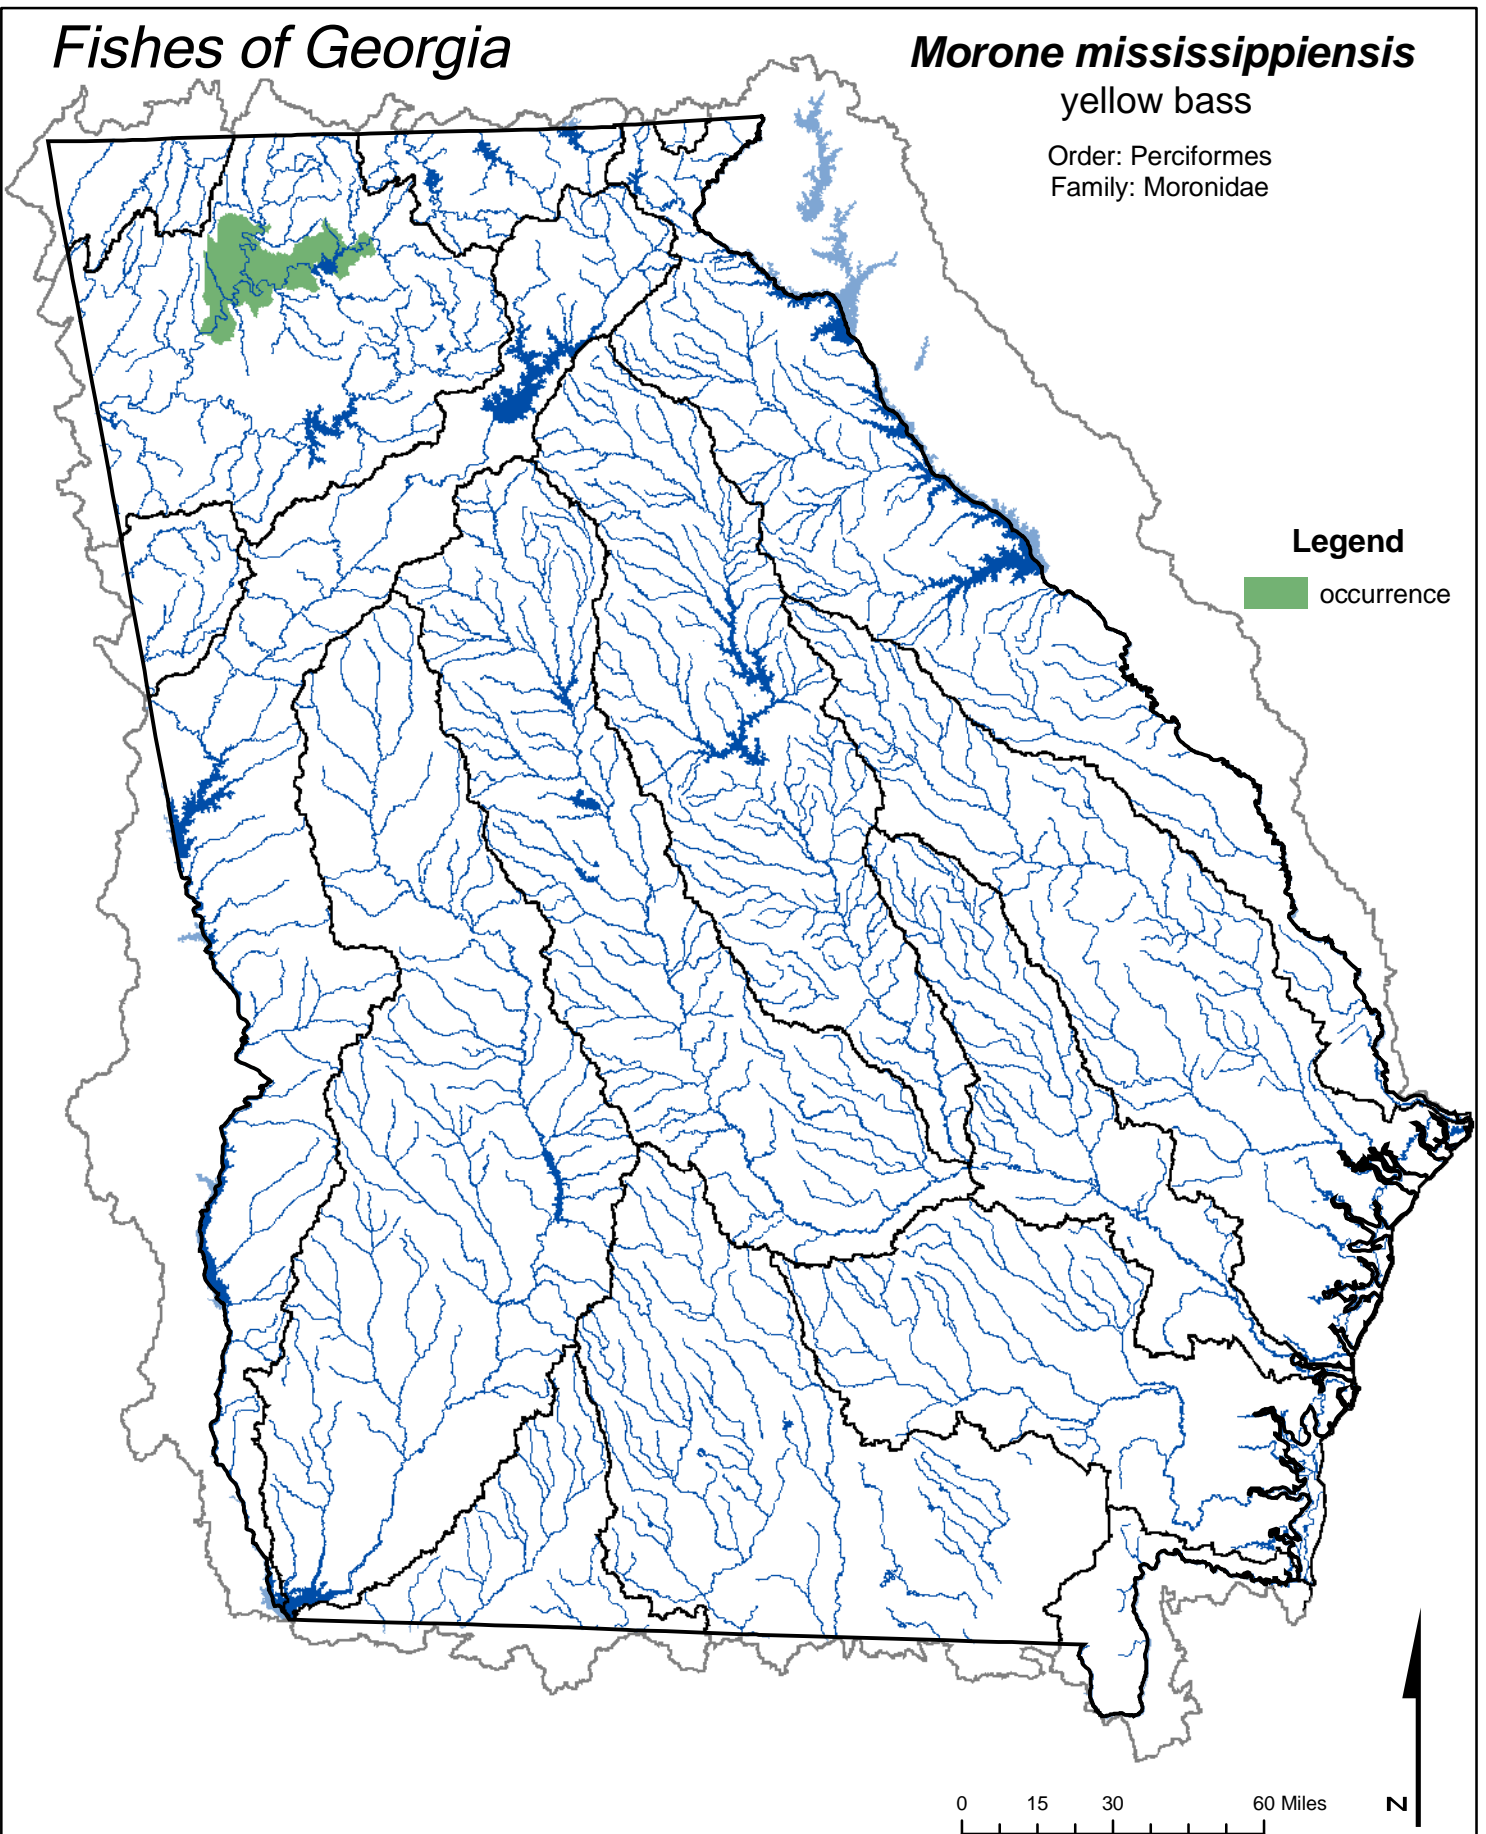 Fishes of Georgia
Morone mississippiensis
yellow bass
Order: Perciformes
Family: Moronidae
Legend
occurrence
0 15 30 60 Miles
N